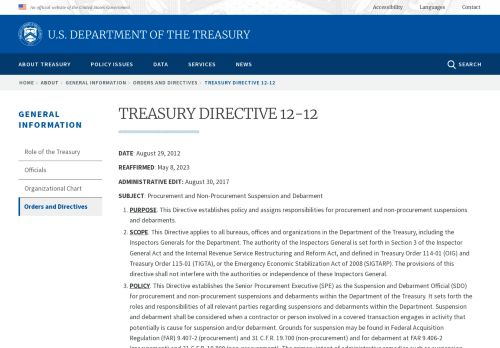 An official website of the United States Government
Accessibility Languages Contact
U.S. DEPARTMENT OF THE TREASURY
ABOUT TREASURY POLICY ISSUES DATA SERVICES NEWS SEARCH
HOME › ABOUT › GENERAL INFORMATION › ORDERS AND DIRECTIVES › TREASURY DIRECTIVE 12-12
GENERAL
INFORMATION
Role of the Treasury
Officials
Organizational Chart
Orders and Directives
TREASURY DIRECTIVE 12-12
DATE: August 29, 2012
REAFFIRMED: May 8, 2023
ADMINISTRATIVE EDIT: August 30, 2017
SUBJECT: Procurement and Non-Procurement Suspension and Debarment
1. PURPOSE. This Directive establishes policy and assigns responsibilities for procurement and non-procurement suspensions
and debarments.
2. SCOPE. This Directive applies to all bureaus, offices and organizations in the Department of the Treasury, including the
Inspectors Generals for the Department. The authority of the Inspectors General is set forth in Section 3 of the Inspector
General Act and the Internal Revenue Service Restructuring and Reform Act, and defined in Treasury Order 114-01 (OIG) and
Treasury Order 115-01 (TIGTA), or the Emergency Economic Stabilization Act of 2008 (SIGTARP). The provisions of this
directive shall not interfere with the authorities or independence of these Inspectors General.
3. POLICY. This Directive establishes the Senior Procurement Executive (SPE) as the Suspension and Debarment Official (SDO)
for procurement and non-procurement suspensions and debarments within the Department of the Treasury. It sets forth the
roles and responsibilities of all relevant parties regarding suspensions and debarments within the Department. Suspension
and debarment shall be considered when a contractor or person involved in a covered transaction engages in activity that
potentially is cause for suspension and/or debarment. Grounds for suspension may be found in Federal Acquisition
Regulation (FAR) 9.407-2 (procurement) and 31 C.F.R. 19.700 (non-procurement) and for debarment at FAR 9.406-2